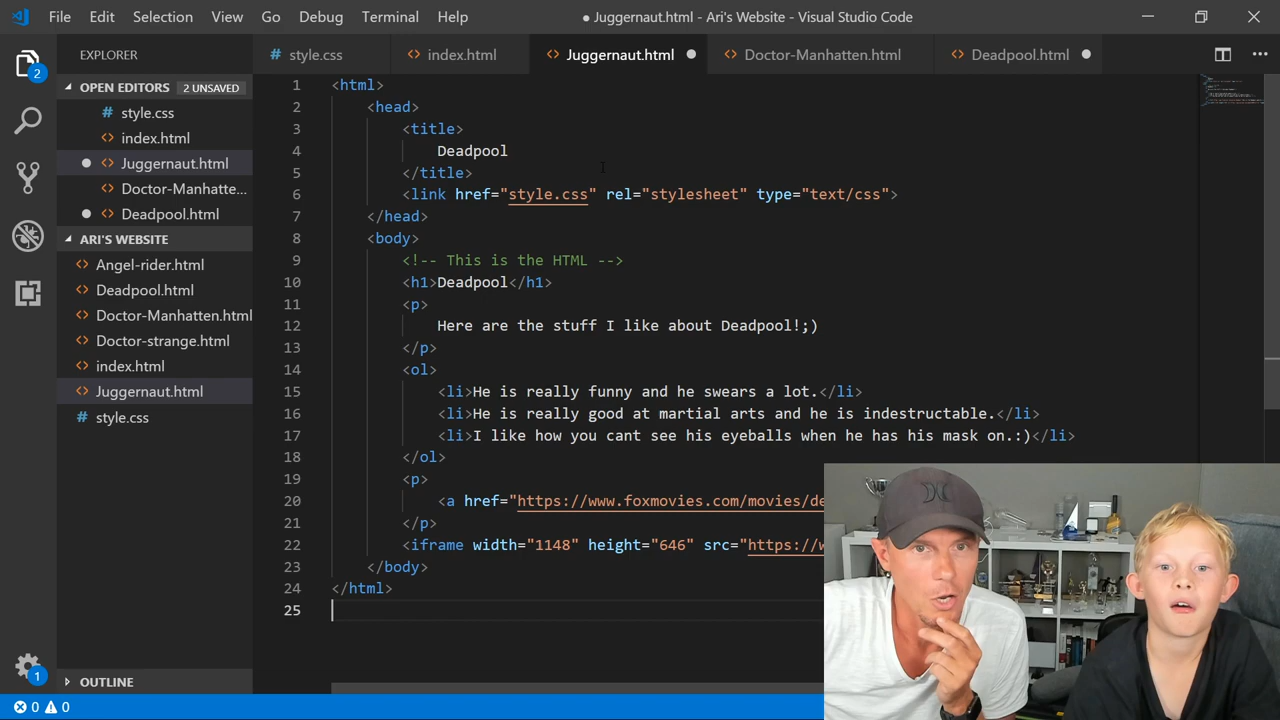 File Edit Selection View Go Debug Terminal Help
● Juggernaut.html - Ari's Website - Visual Studio Code
EXPLORER
style.css
index.html
Juggernaut.html
Doctor-Manhatten.html
Deadpool.html
2
OPEN EDITORS 2 UNSAVED
style.css
index.html
Juggernaut.html
Doctor-Manhatte...
Deadpool.html
ARI'S WEBSITE
Angel-rider.html
Deadpool.html
Doctor-Manhatten.html
Doctor-strange.html
index.html
Juggernaut.html
style.css
OUTLINE
1
1 <html>
2 <head>
3 <title>
4 Deadpool
5 </title>
6 <link href="style.css" rel="stylesheet" type="text/css">
7 </head>
8 <body>
9 <!-- This is the HTML -->
10 <h1>Deadpool</h1>
11 <p>
12 Here are the stuff I like about Deadpool!;)
13 </p>
14 <ol>
15 <li>He is really funny and he swears a lot.</li>
16 <li>He is really good at martial arts and he is indestructable.</li>
17 <li>I like how you cant see his eyeballs when he has his mask on.:)</li>
18 </ol>
19 <p>
20 <a href="https://www.foxmovies.com/movies/de
21 </p>
22 <iframe width="1148" height="646" src="https://w
23 </body>
24 </html>
25
0 0